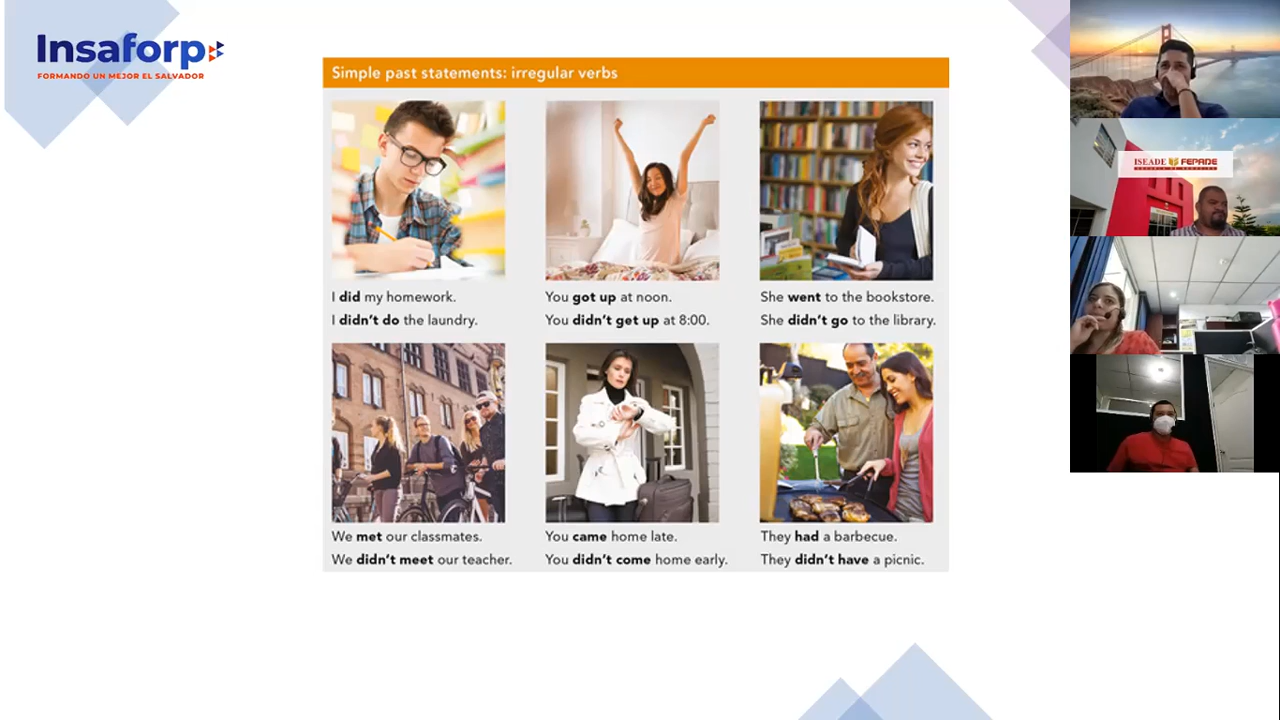 Insaforp
FORMANDO UN MEJOR EL SALVADOR
Simple past statements: irregular verbs
I did my homework.
I didn't do the laundry.
You got up at noon.
You didn't get up at 8:00.
She went to the bookstore.
She didn't go to the library.
We met our classmates.
We didn't meet our teacher.
You came home late.
You didn't come home early.
They had a barbecue.
They didn't have a picnic.
ISEADE FEPADE